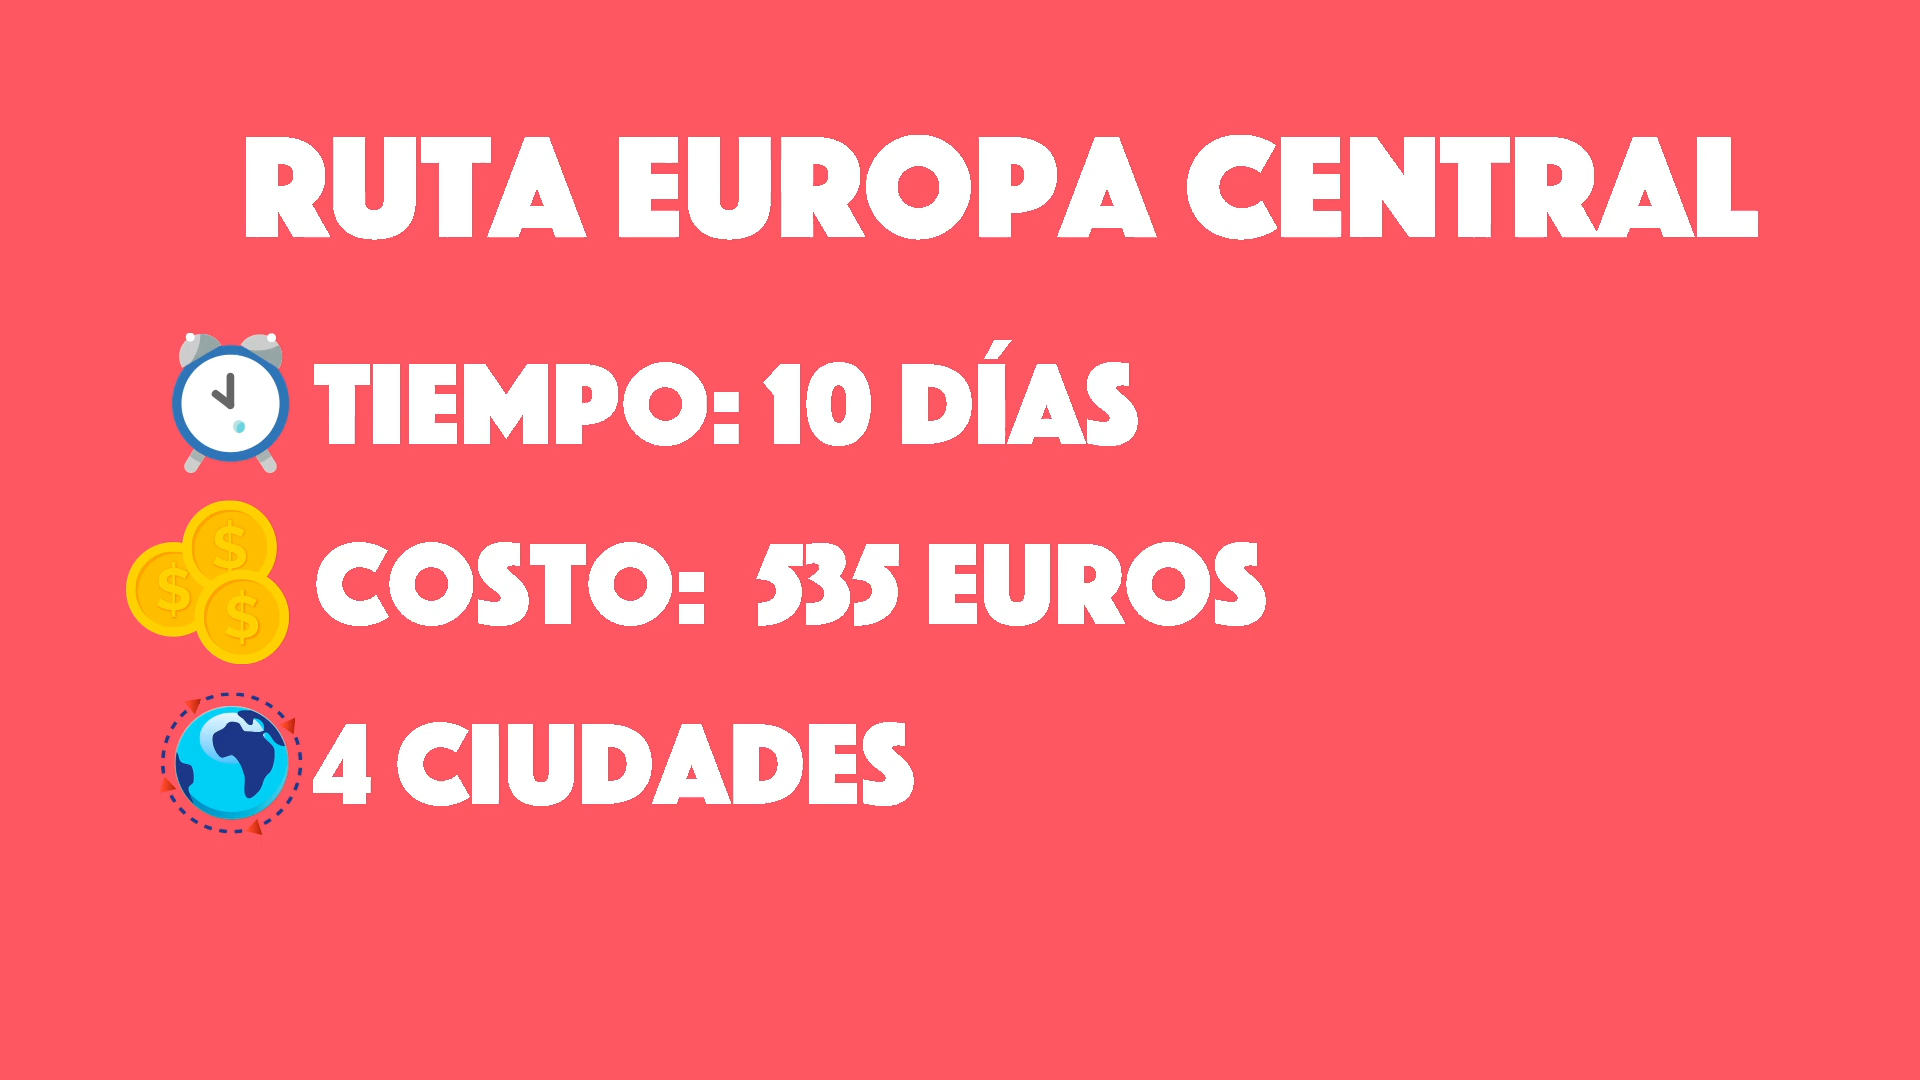 RUTA EUROPA CENTRAL
TIEMPO: 10 DÍAS
$
$
$
COSTO: 535 EUROS
4 CIUDADES